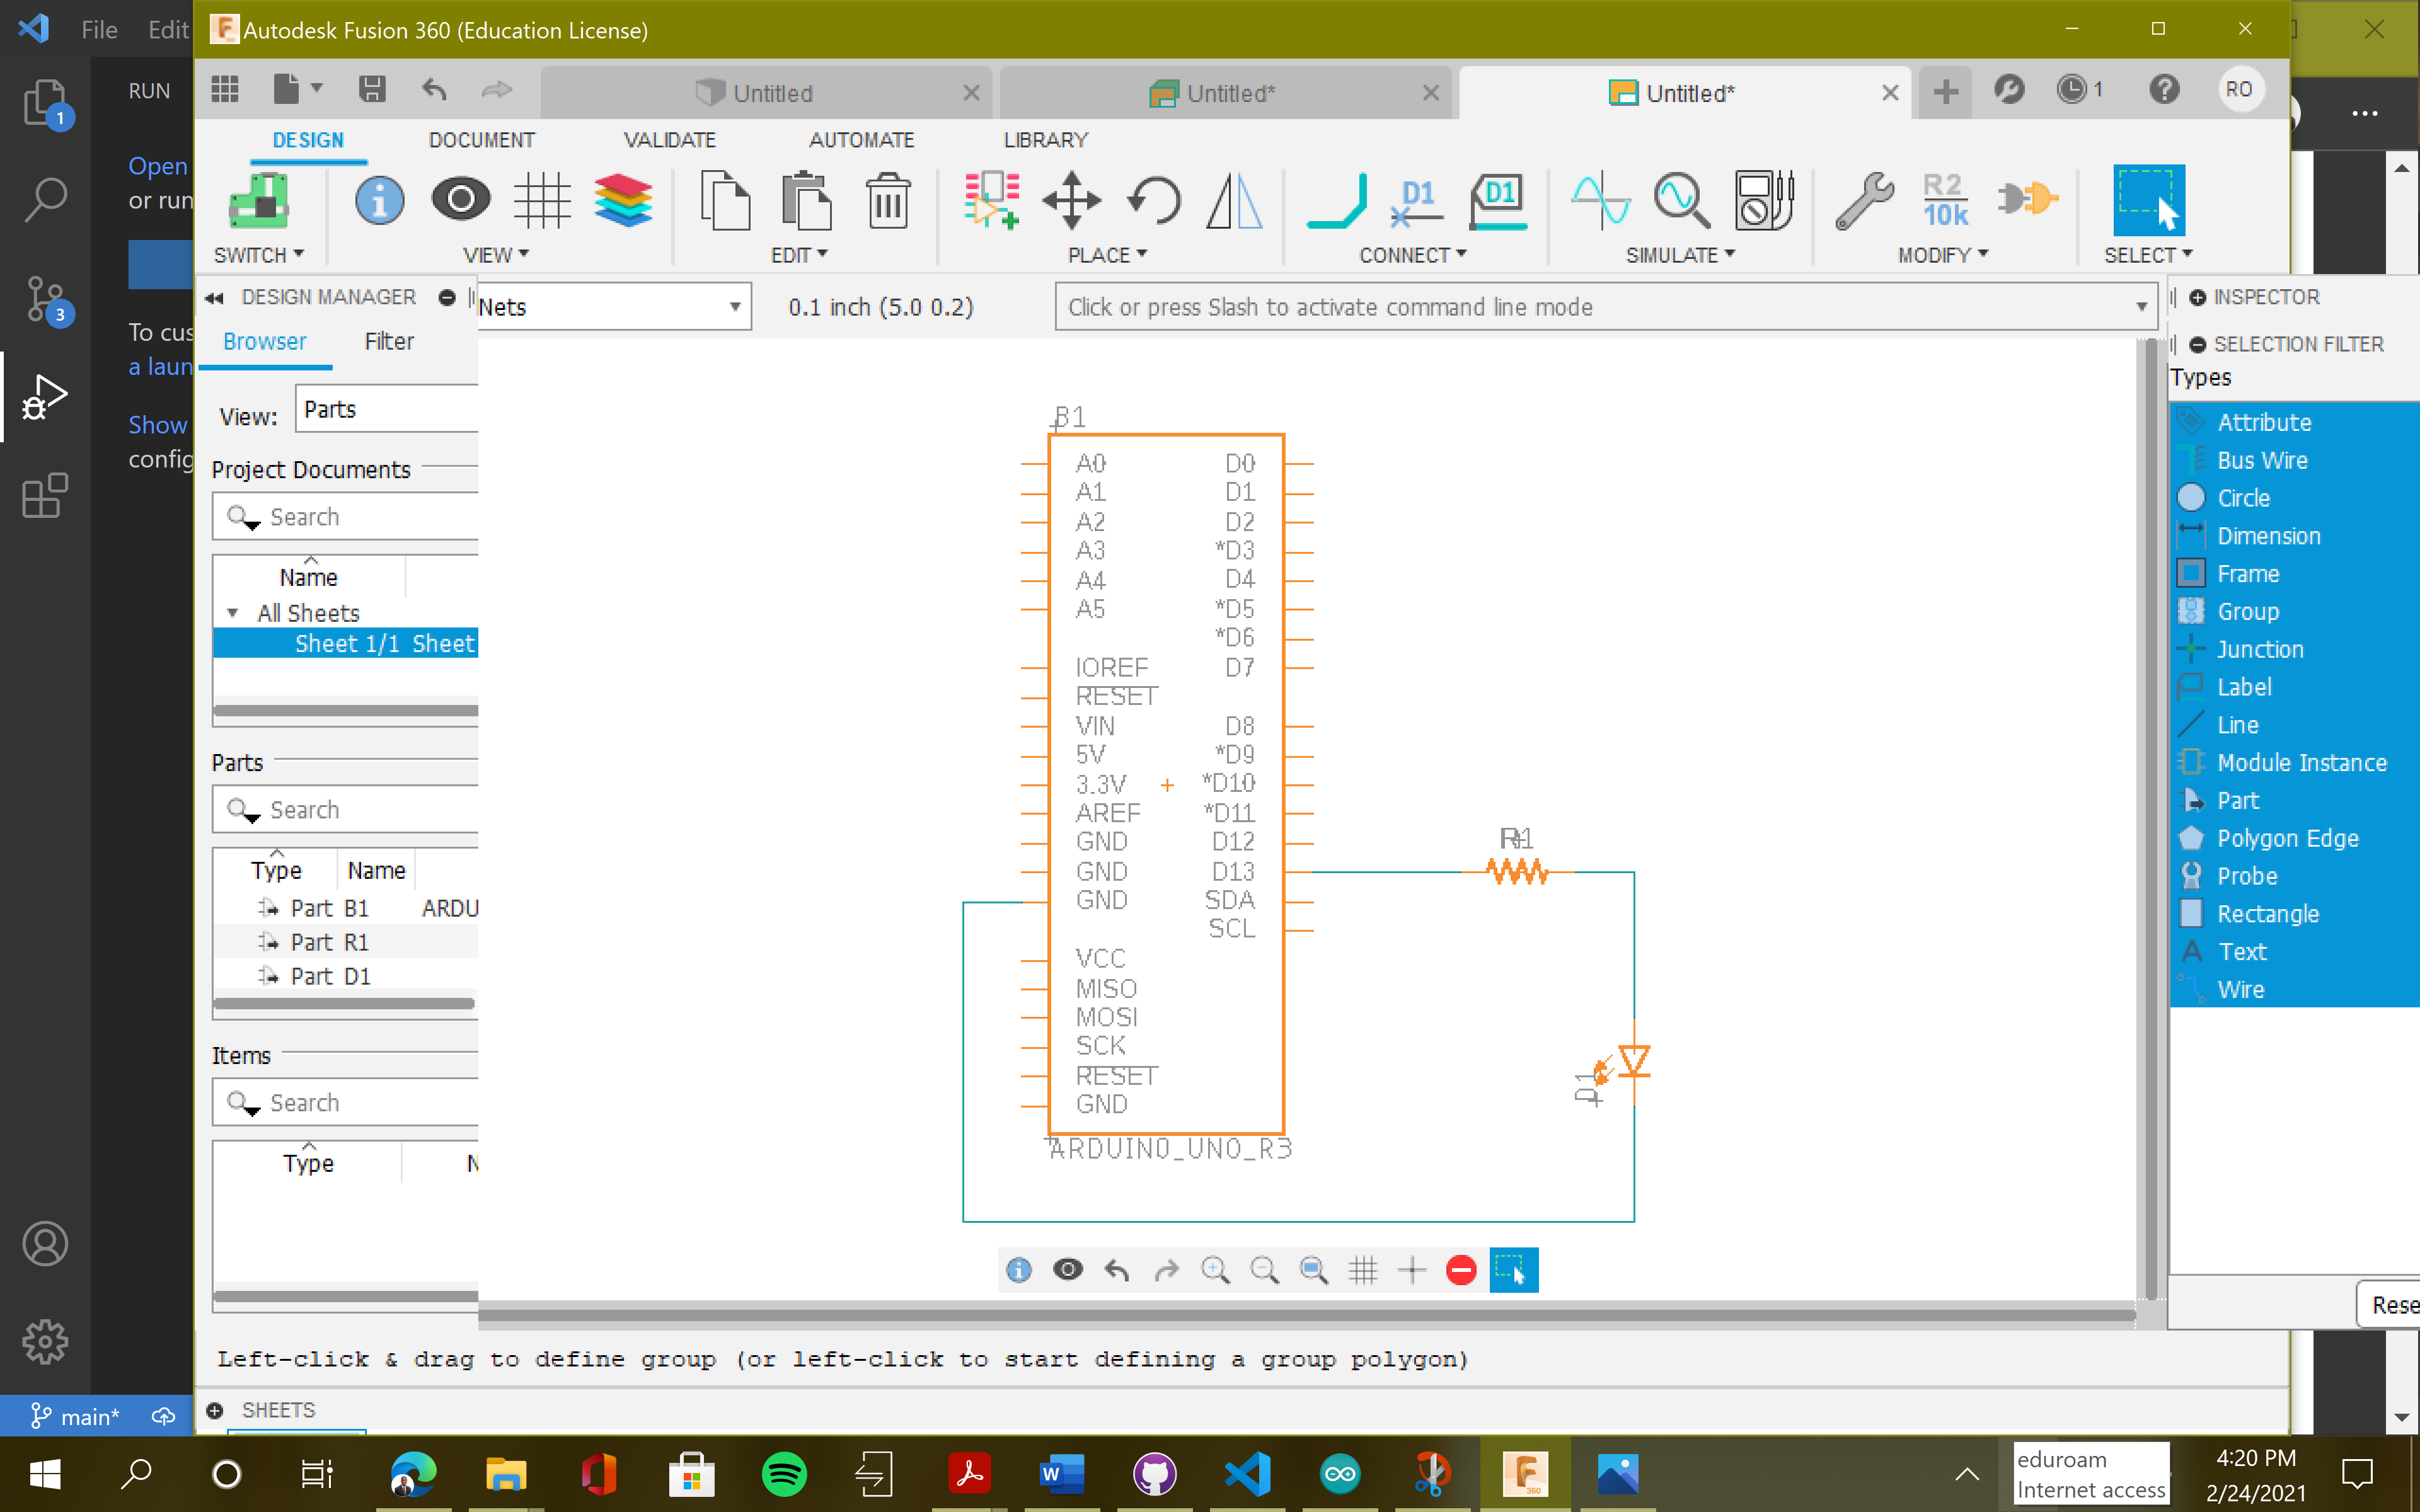 File Edit
Autodesk Fusion 360 (Education License)
RUN
Untitled
Untitled*
Untitled*
1
RO
DESIGN DOCUMENT VALIDATE AUTOMATE LIBRARY
Open
or run
D1
D1
R2
10k
SWITCH VIEW EDIT PLACE CONNECT SIMULATE MODIFY SELECT
1
3
To cus
a laun
Show
config
DESIGN MANAGER
Nets
0.1 inch (5.0 0.2)
Click or press Slash to activate command line mode
INSPECTOR
Browser Filter
SELECTION FILTER
Types
View: Parts
Project Documents
Search
Name
All Sheets
Sheet 1/1 Sheet
Parts
Search
Type Name
Part B1 ARDU
Part R1
Part D1
Items
Search
Type N
B1
A0 D0
A1 D1
A2 D2
A3 *D3
A4 D4
A5 *D5
*D6
IOREF D7
RESET
VIN D8
5V *D9
3.3V *D10
AREF *D11
GND D12
GND D13
GND SDA
SCL
VCC
MISO
MOSI
SCK
RESET
GND
ARDUINO_UNO_R3
R1
D1
Attribute
Bus Wire
Circle
Dimension
Frame
Group
Junction
Label
Line
Module Instance
Part
Polygon Edge
Probe
Rectangle
Text
Wire
Rese
Left-click & drag to define group (or left-click to start defining a group polygon)
SHEETS
main*
eduroam
Internet access
4:20 PM
2/24/2021